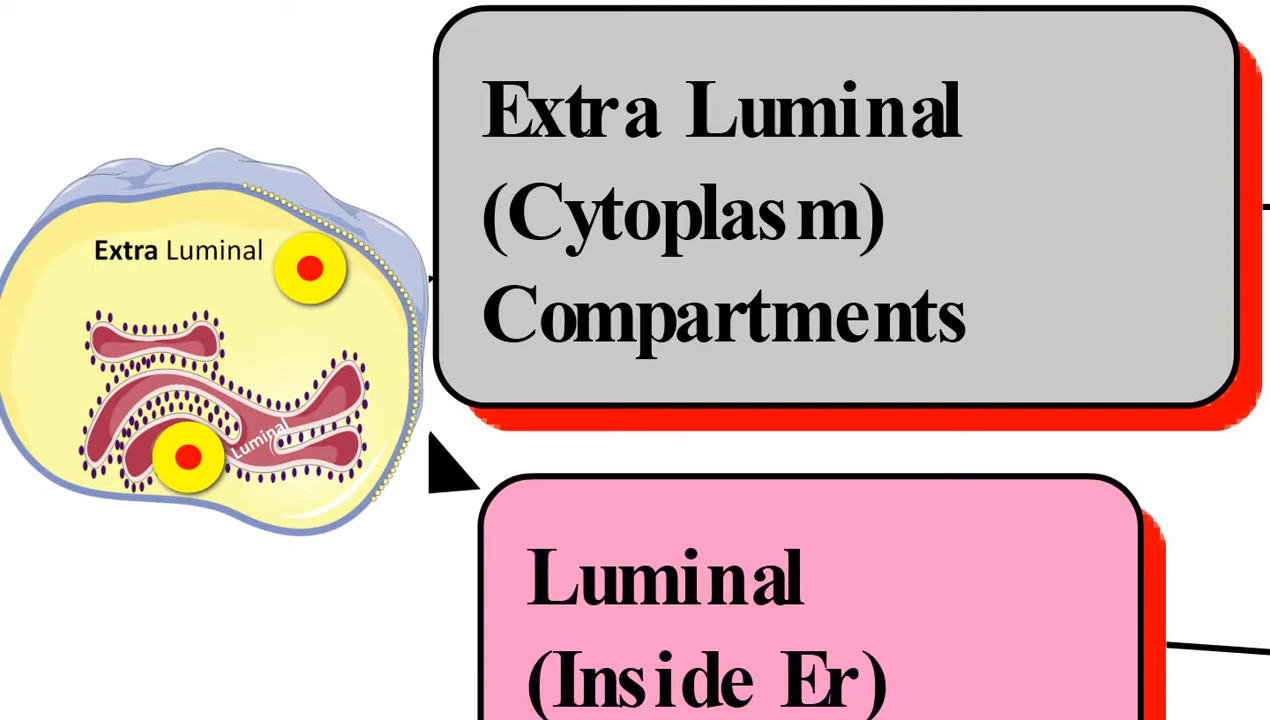 Extra Luminal
(Cytoplasm)
Compartments
Extra Luminal
Luminal
Luminal
(Inside Er)